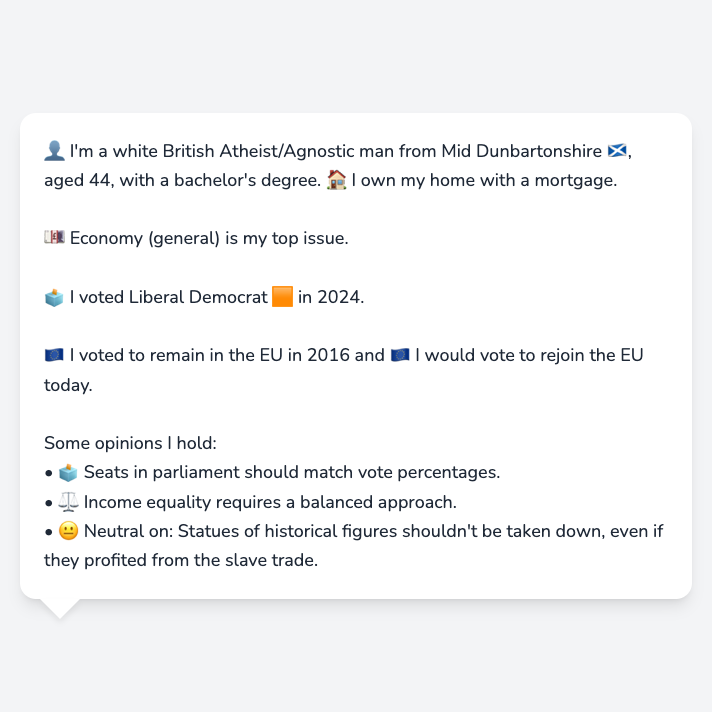 👤 I'm a white British Atheist/Agnostic man from Mid Dunbartonshire 🏴󠁧󠁢󠁳󠁣󠁴󠁿,
aged 44, with a bachelor's degree. 🏠 I own my home with a mortgage.
💷 Economy (general) is my top issue.
🗳️ I voted Liberal Democrat 🟧 in 2024.
🇪🇺 I voted to remain in the EU in 2016 and 🇪🇺 I would vote to rejoin the EU
today.
Some opinions I hold:
• 🗳️ Seats in parliament should match vote percentages.
• ⚖️ Income equality requires a balanced approach.
• 😐 Neutral on: Statues of historical figures shouldn't be taken down, even if
they profited from the slave trade.